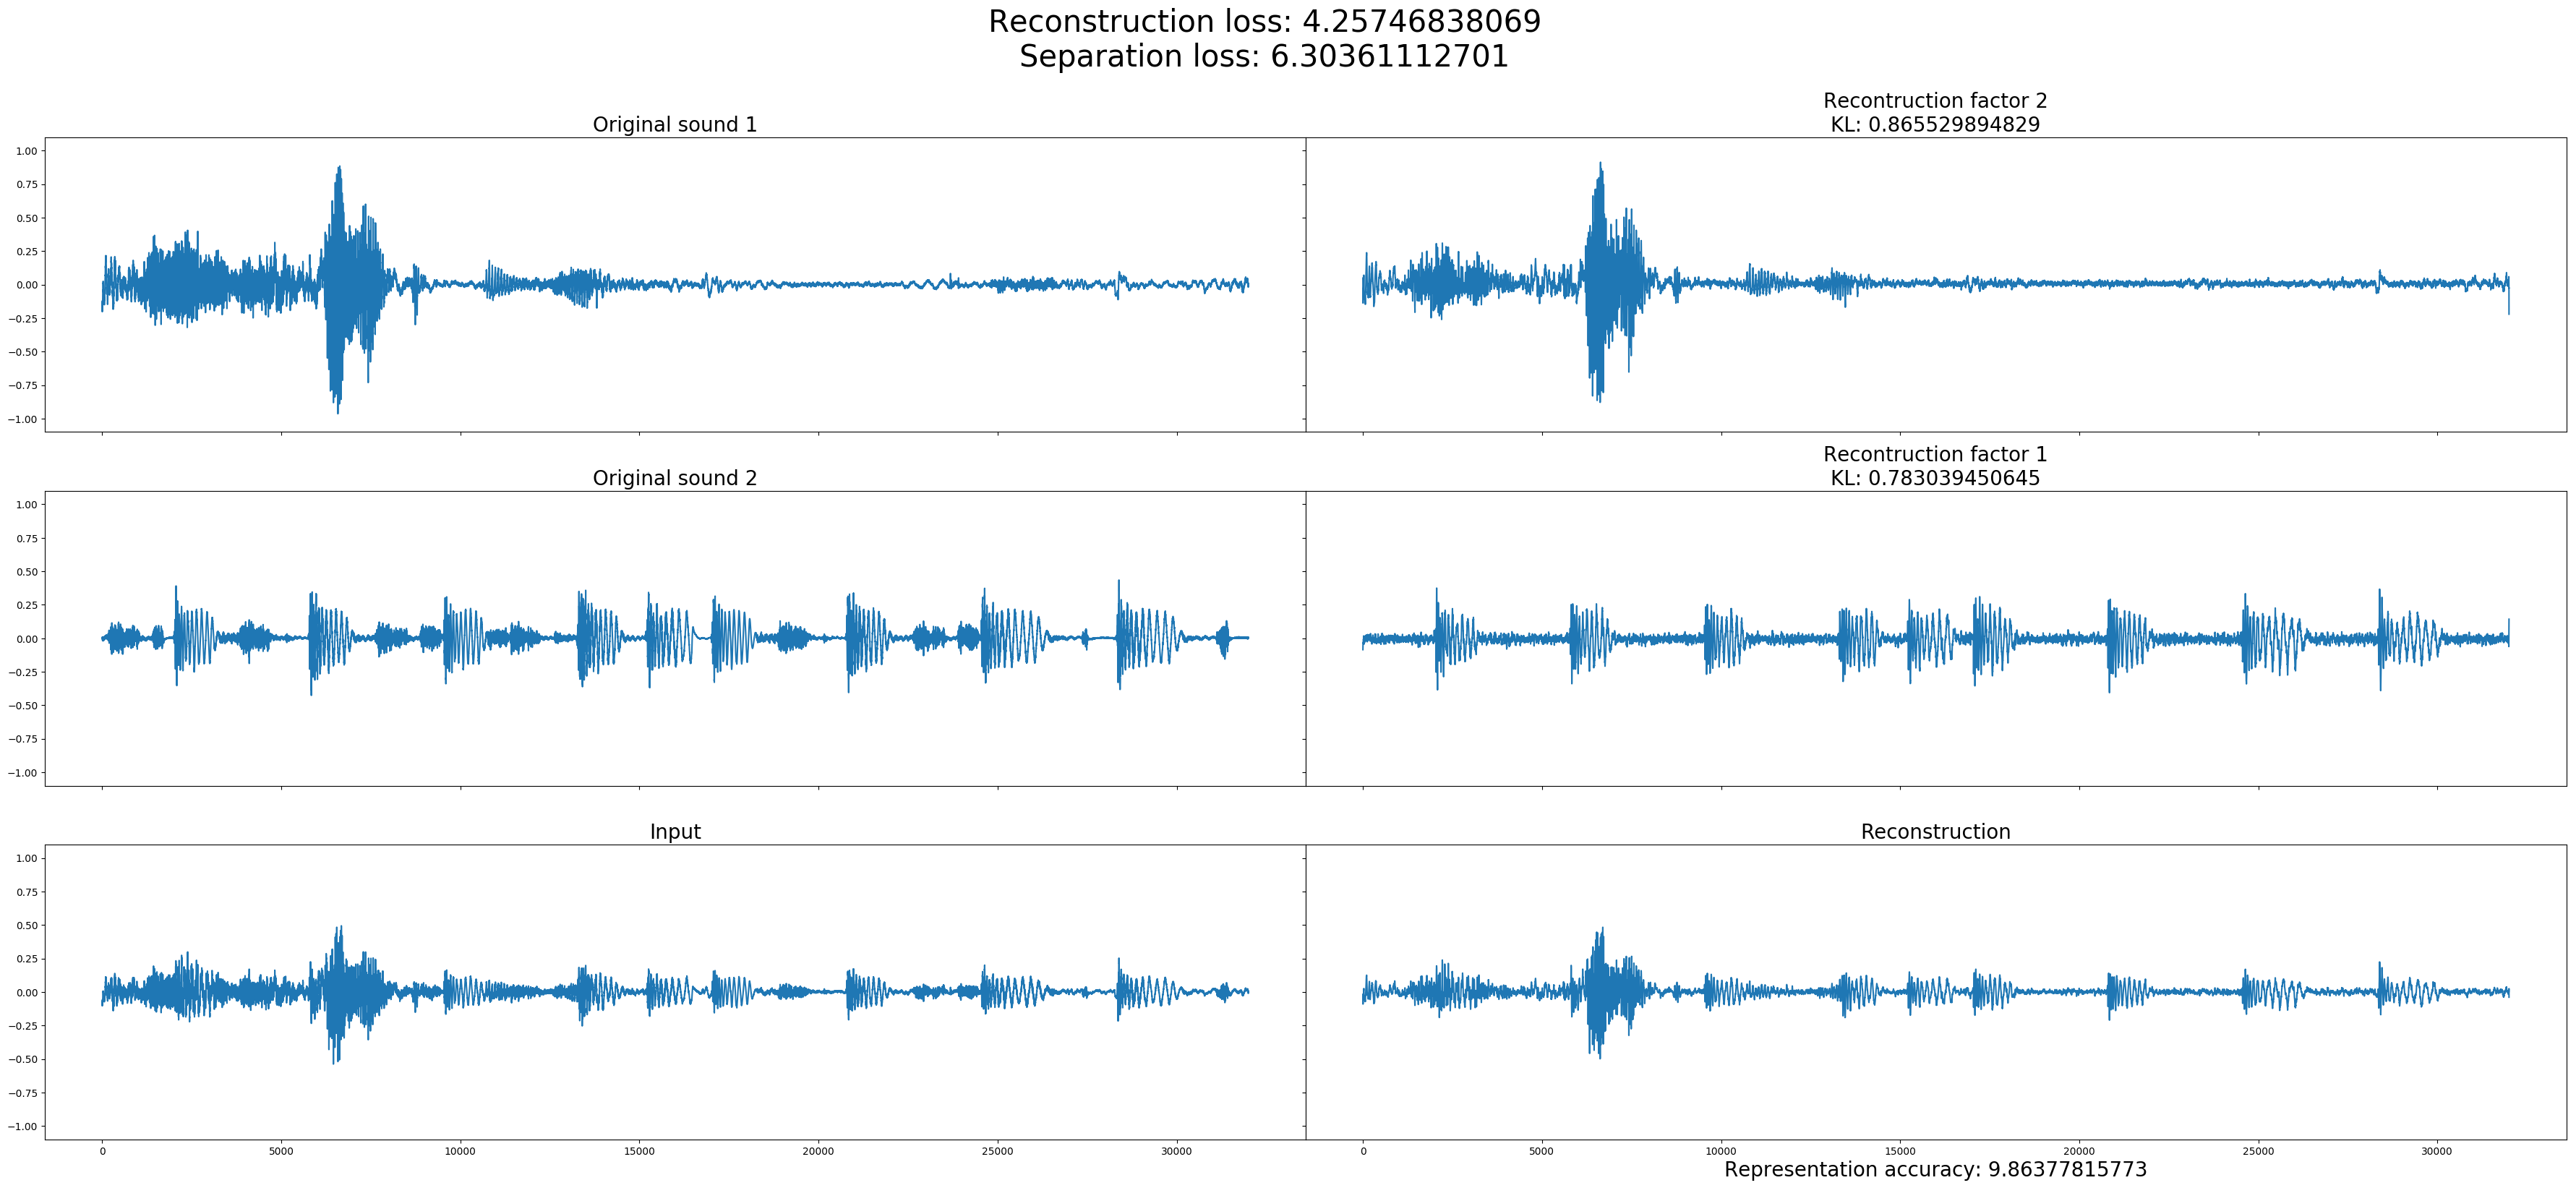 Reconstruction loss: 4.25746838069
Separation loss: 6.30361112701
Original sound 1
Recontruction factor 2
KL: 0.865529894829
1.00
0.75
0.50
0.25
0.00
−0.25
−0.50
−0.75
−1.00
Original sound 2
Recontruction factor 1
KL: 0.783039450645
1.00
0.75
0.50
0.25
0.00
−0.25
−0.50
−0.75
−1.00
Input
Reconstruction
1.00
0.75
0.50
0.25
0.00
−0.25
−0.50
−0.75
−1.00
0 5000 10000 15000 20000 25000 30000
0 5000 10000 15000 20000 25000 30000
Representation accuracy: 9.86377815773